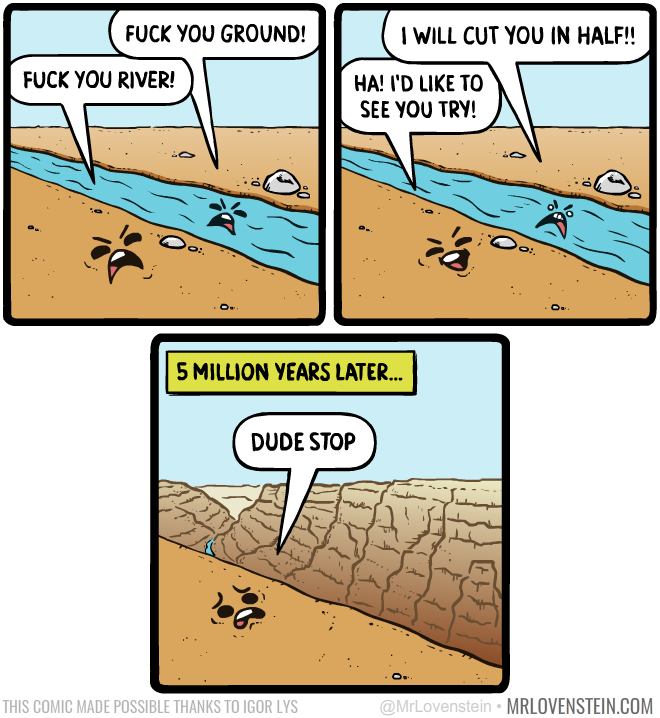 FUCK YOU GROUND!
FUCK YOU RIVER!
I WILL CUT YOU IN HALF!!
HA! I'D LIKE TO
SEE YOU TRY!
5 MILLION YEARS LATER...
DUDE STOP
THIS COMIC MADE POSSIBLE THANKS TO IGOR LYS
@MrLovenstein • MRLOVENSTEIN.COM